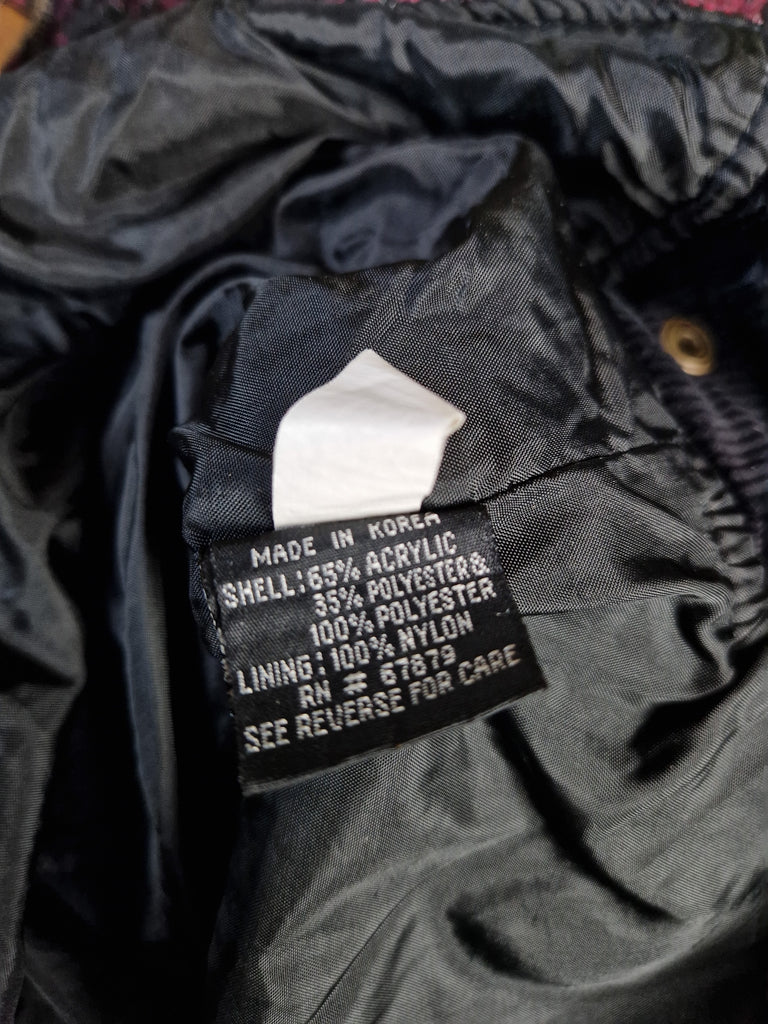 MADE IN KOREA
SHELL: 65% ACRYLIC
35% POLYESTER&
100% POLYESTER
LINING: 100% NYLON
RN # 67879
SEE REVERSE FOR CARE